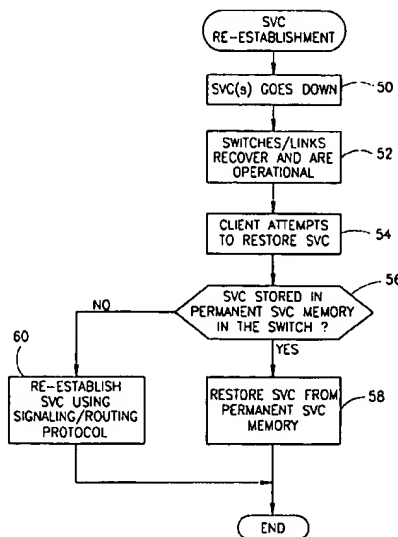 SVC
RE-ESTABLISHMENT
SVC(s) GOES DOWN
50
SWITCHES/LINKS
RECOVER AND ARE
OPERATIONAL
52
CLIENT ATTEMPTS
TO RESTORE SVC
54
56
SVC STORED IN
PERMANENT SVC MEMORY
IN THE SWITCH ?
NO
YES
60
RE-ESTABLISH
SVC USING
SIGNALING/ROUTING
PROTOCOL
RESTORE SVC FROM
PERMANENT SVC
MEMORY
58
END